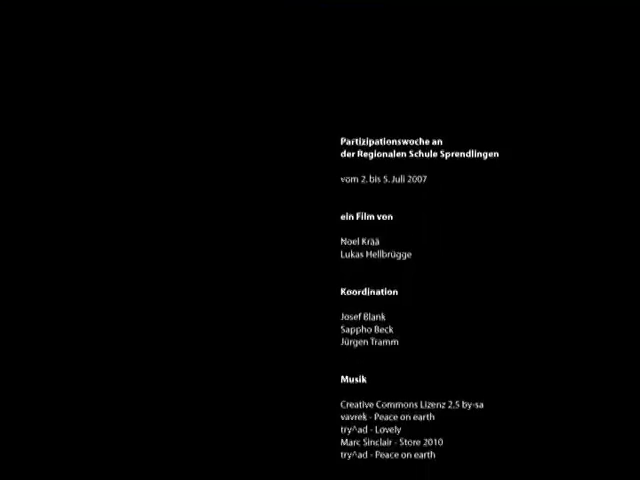 Partizipationswoche an
der Regionalen Schule Sprendlingen
vom 2. bis 5. Juli 2007
ein Film von
Noel Krää
Lukas Hellbrügge
Koordination
Josef Blank
Sappho Beck
Jürgen Tramm
Musik
Creative Commons Lizenz 2,5 by-sa
vavrek - Peace on earth
try^ad - Lovely
Marc Sinclair - Store 2010
try^ad - Peace on earth